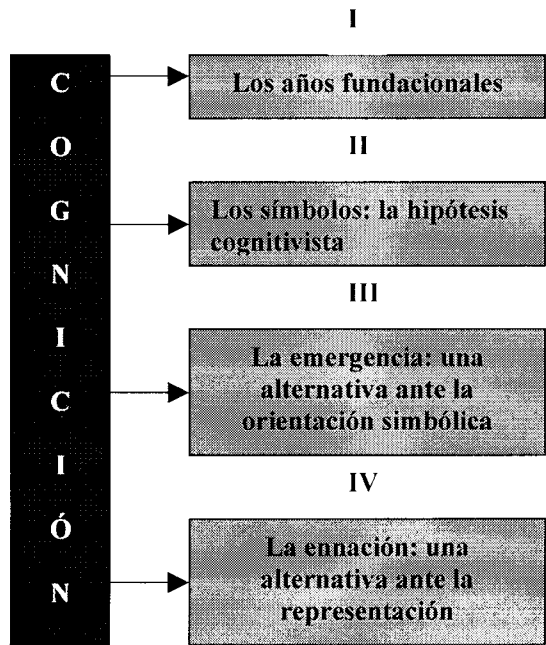 I
COGNICIÓN
Los años fundacionales
II
Los símbolos: la hipótesis
cognitivista
III
La emergencia: una
alternativa ante la
orientación simbólica
IV
La ennación: una
alternativa ante la
representación